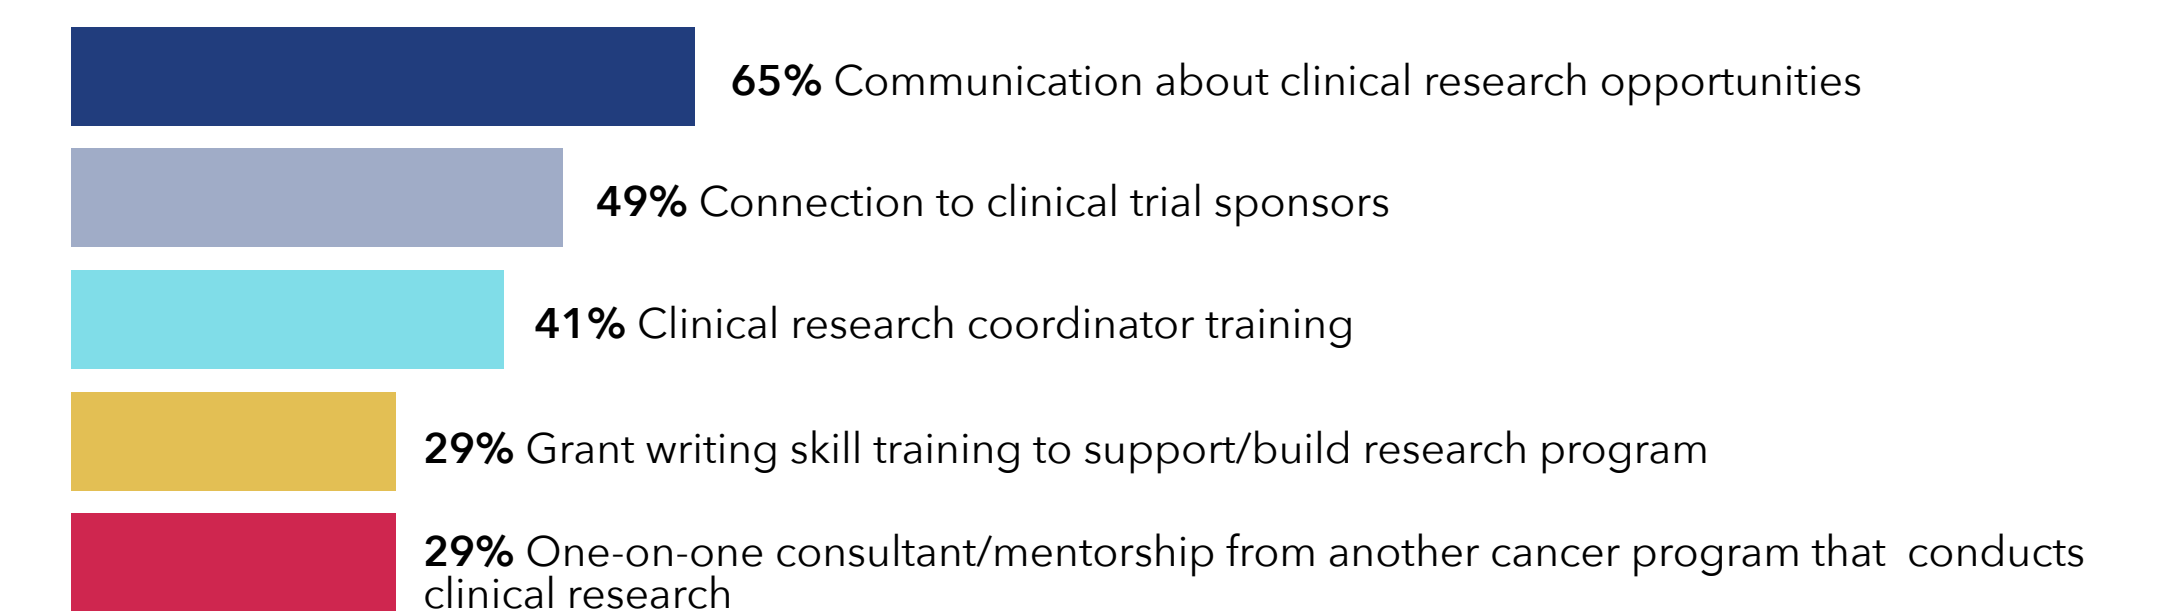 65% Communication about clinical research opportunities
49% Connection to clinical trial sponsors
41% Clinical research coordinator training
29% Grant writing skill training to support/build research program
29% One-on-one consultant/mentorship from another cancer program that  conducts
clinical research